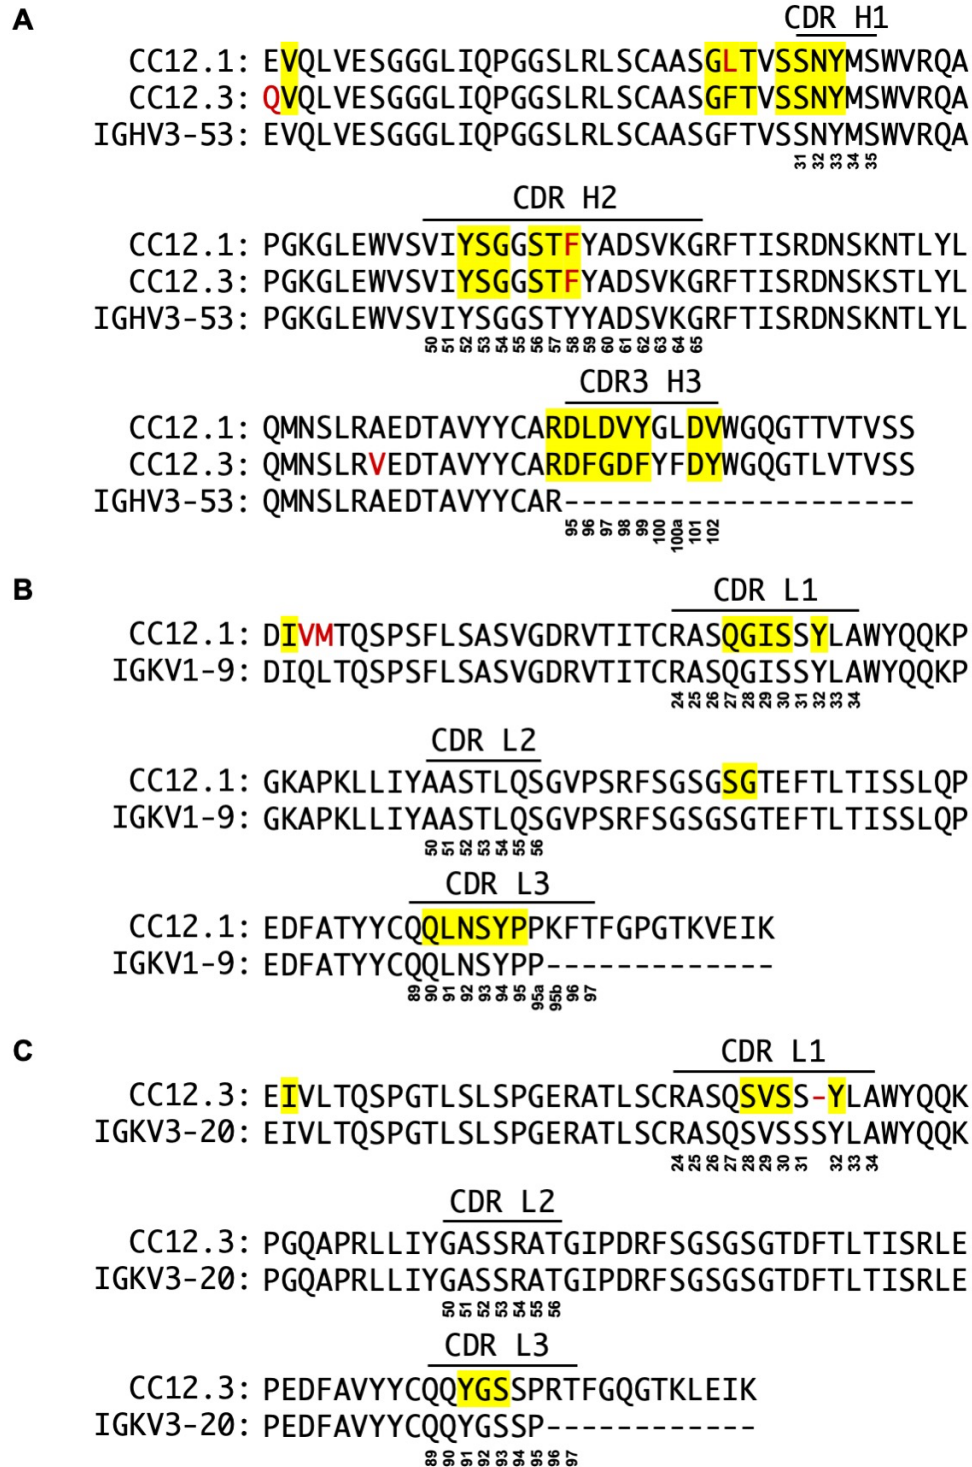 A
CDR H1
CC12.1: EVQLVESGGGLIQPGGSLRLSCAASGLTVSSNYMSWVRQA
CC12.3: QVQLVESGGGLIQPGGSLRLSCAASGFTVSSNYMSWVRQA
IGHV3-53: EVQLVESGGGLIQPGGSLRLSCAASGFTVSSNYMSWVRQA
31 32 33 34 35
CDR H2
CC12.1: PGKGLEWVSVIYSGGSTFYADSVKGRFTISRDNSKNTLYL
CC12.3: PGKGLEWVSVIYSGGSTFYADSVKGRFTISRDNSKSTLYL
IGHV3-53: PGKGLEWVSVIYSGGSTYYADSVKGRFTISRDNSKNTLYL
50 51 52 53 54 55 56 57 58 59 60 61 62 63 64 65
CDR3 H3
CC12.1: QMNSLRAEDTAVYYCARDLDVYGLDVWGQGTTVTVSS
CC12.3: QMNSLRVEDTAVYYCARDFGDFYFDYWGQGTLVTVSS
IGHV3-53: QMNSLRAEDTAVYYCAR--------------------
95 96 97 98 99 100 100a 101 102
B
CDR L1
CC12.1: DIVMTQSPSFLSASVGDRVTITCRASQGISSYLAWYQQKP
IGKV1-9: DIQLTQSPSFLSASVGDRVTITCRASQGISSYLAWYQQKP
24 25 26 27 28 29 30 31 32 33 34
CDR L2
CC12.1: GKAPKLLIYAASTLQSGVPSRFSGSGSGTEFTLTISSLQP
IGKV1-9: GKAPKLLIYAASTLQSGVPSRFSGSGSGTEFTLTISSLQP
50 51 52 53 54 55 56
CDR L3
CC12.1: EDFATYYCQQLNSYPPKFTFGPGTKVEIK
IGKV1-9: EDFATYYCQQLNSYPP-------------
89 90 91 92 93 94 95 95a 95b 96 97
C
CDR L1
CC12.3: EIVLTQSPGTLSLSPGERATLSCRASQSVSS-YLAWYQQK
IGKV3-20: EIVLTQSPGTLSLSPGERATLSCRASQSVSSSYLAWYQQK
24 25 26 27 28 29 30 31 32 33 34
CDR L2
CC12.3: PGQAPRLLIYGASSRATGIPDRFSGSGSGTDFTLTISRLE
IGKV3-20: PGQAPRLLIYGASSRATGIPDRFSGSGSGTDFTLTISRLE
50 51 52 53 54 55 56
CDR L3
CC12.3: PEDFAVYYCQQYGSSPRTFGQGTKLEIK
IGKV3-20: PEDFAVYYCQQYGSSP------------
89 90 91 92 93 94 95 96 97